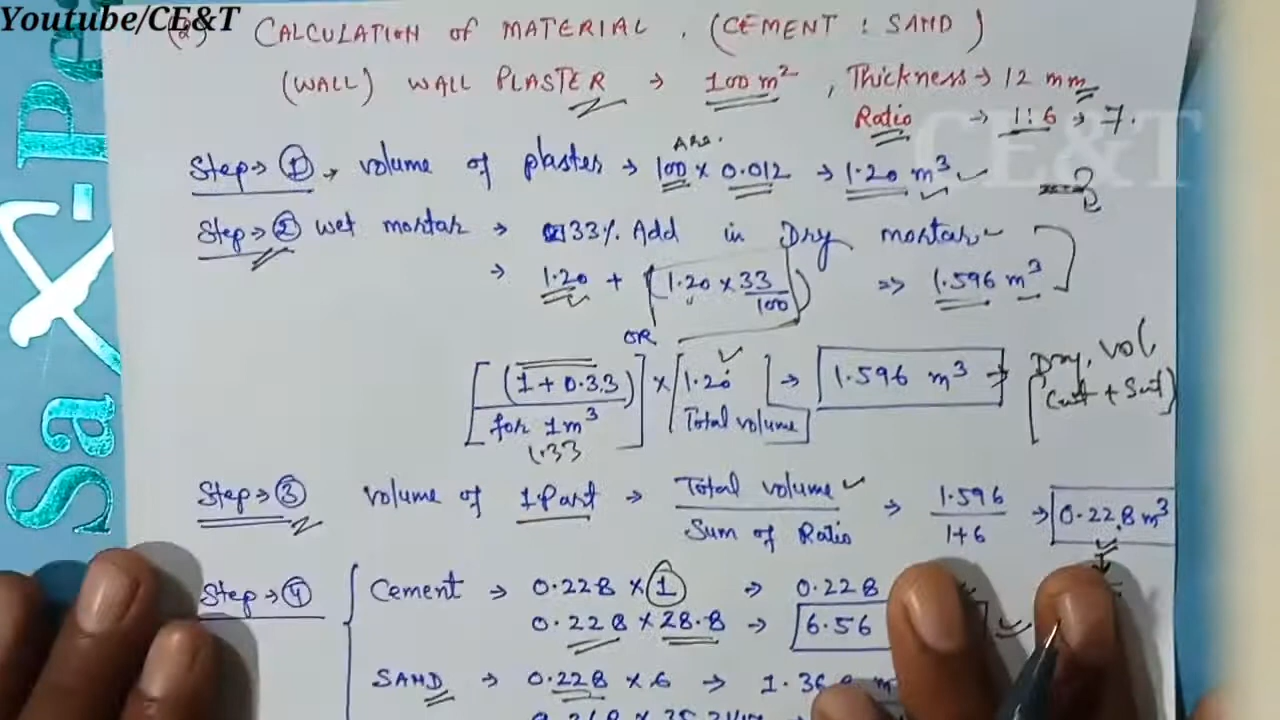 Youtube/CE&T
(2) CALCULATION of MATERIAL. (CEMENT : SAND)
(WALL) WALL PLASTER → 100 m², Thickness → 12 mm
Ratio → 1:6 → 7.
CE&T
Step → ① → volume of plaster → 100 × 0.012 → 1.20 m³
Step → ② wet mortar → 33% Add in Dry mortar
→ 1.20 + (1.20 × 33/100) ⇒ 1.596 m³
OR
[(1 + 0.33) / for 1m³] × [1.20 Total volume] → 1.596 m³ → Dry, vol
1.33
Step → ③ volume of 1 Part → Total volume / Sum of Ratio → 1.596 / 1+6 → 0.228 m³
Step → ④ Cement → 0.228 × ① ⇒ 0.228
0.228 × 28.8 → 6.56
SAND → 0.228 × 6 → 1.36
Sa X-Pe